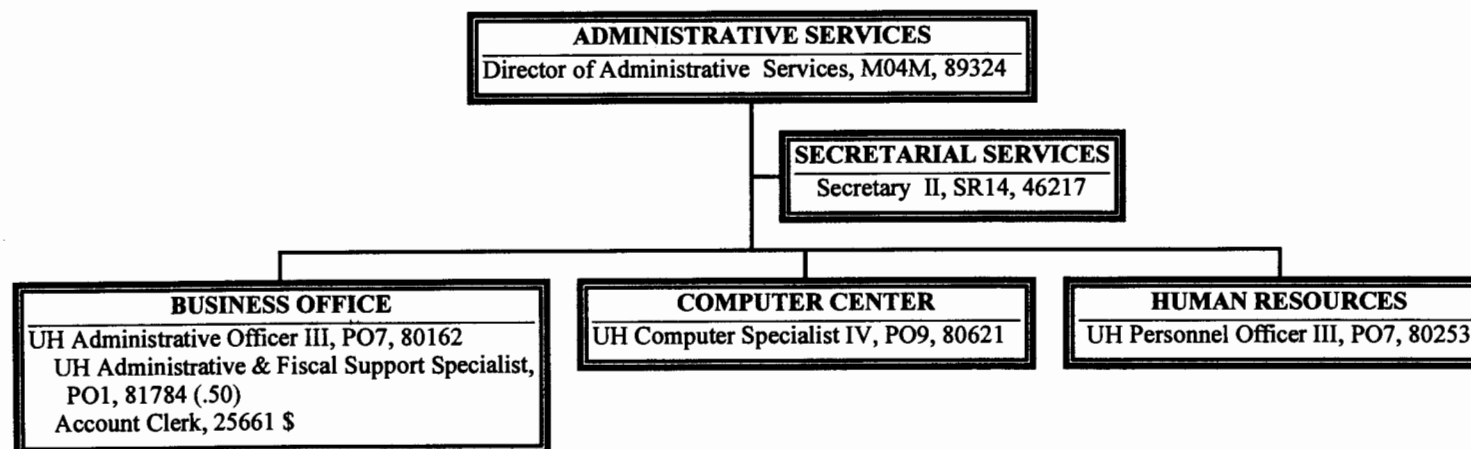 ADMINISTRATIVE SERVICES
Director of Administrative Services, M04M, 89324
SECRETARIAL SERVICES
Secretary II, SR14, 46217
BUSINESS OFFICE
UH Administrative Officer III, PO7, 80162
UH Administrative & Fiscal Support Specialist,
PO1, 81784 (.50)
Account Clerk, 25661 $
COMPUTER CENTER
UH Computer Specialist IV, PO9, 80621
HUMAN RESOURCES
UH Personnel Officer III, PO7, 80253